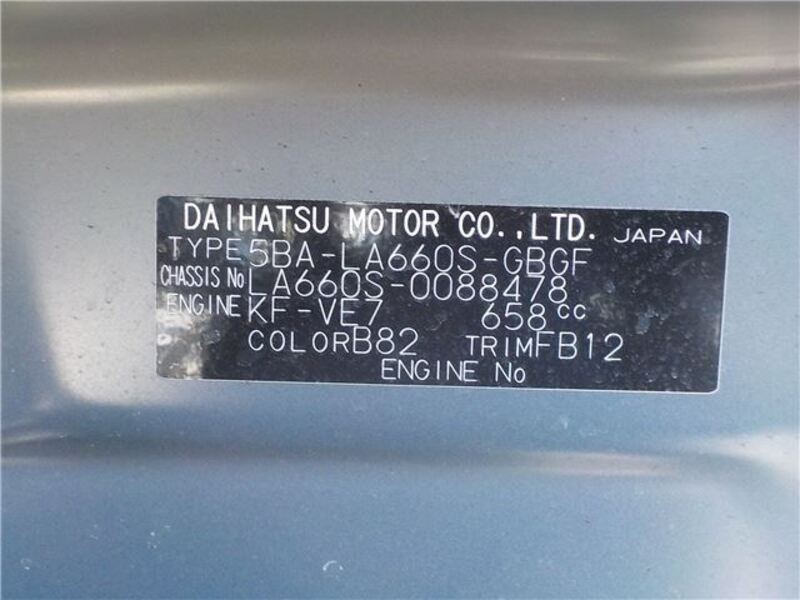 DAIHATSU MOTOR CO.,LTD. JAPAN
TYPE 5BA-LA660S-GBGF
CHASSIS No LA660S-0088478
ENGINE KF-VE7 658 cc
COLOR B82 TRIM FB12
ENGINE No